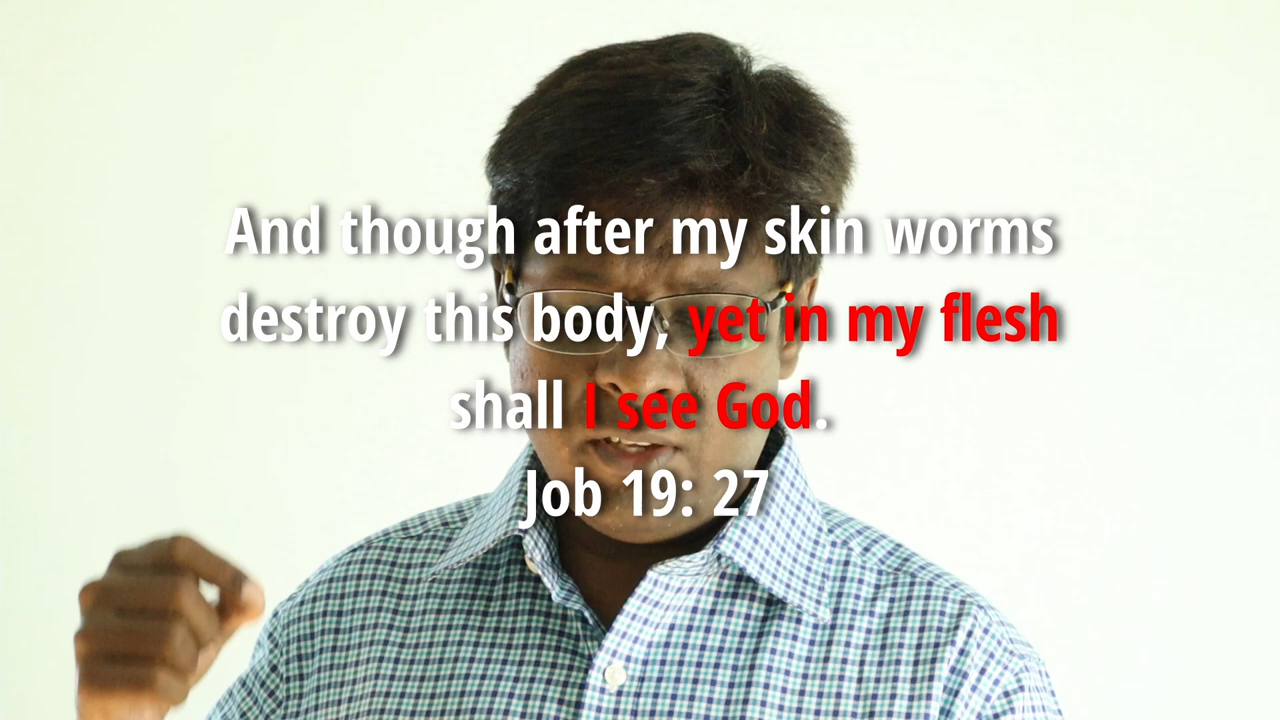 And though after my skin worms
destroy this body, yet in my flesh
shall I see God.
Job 19: 27